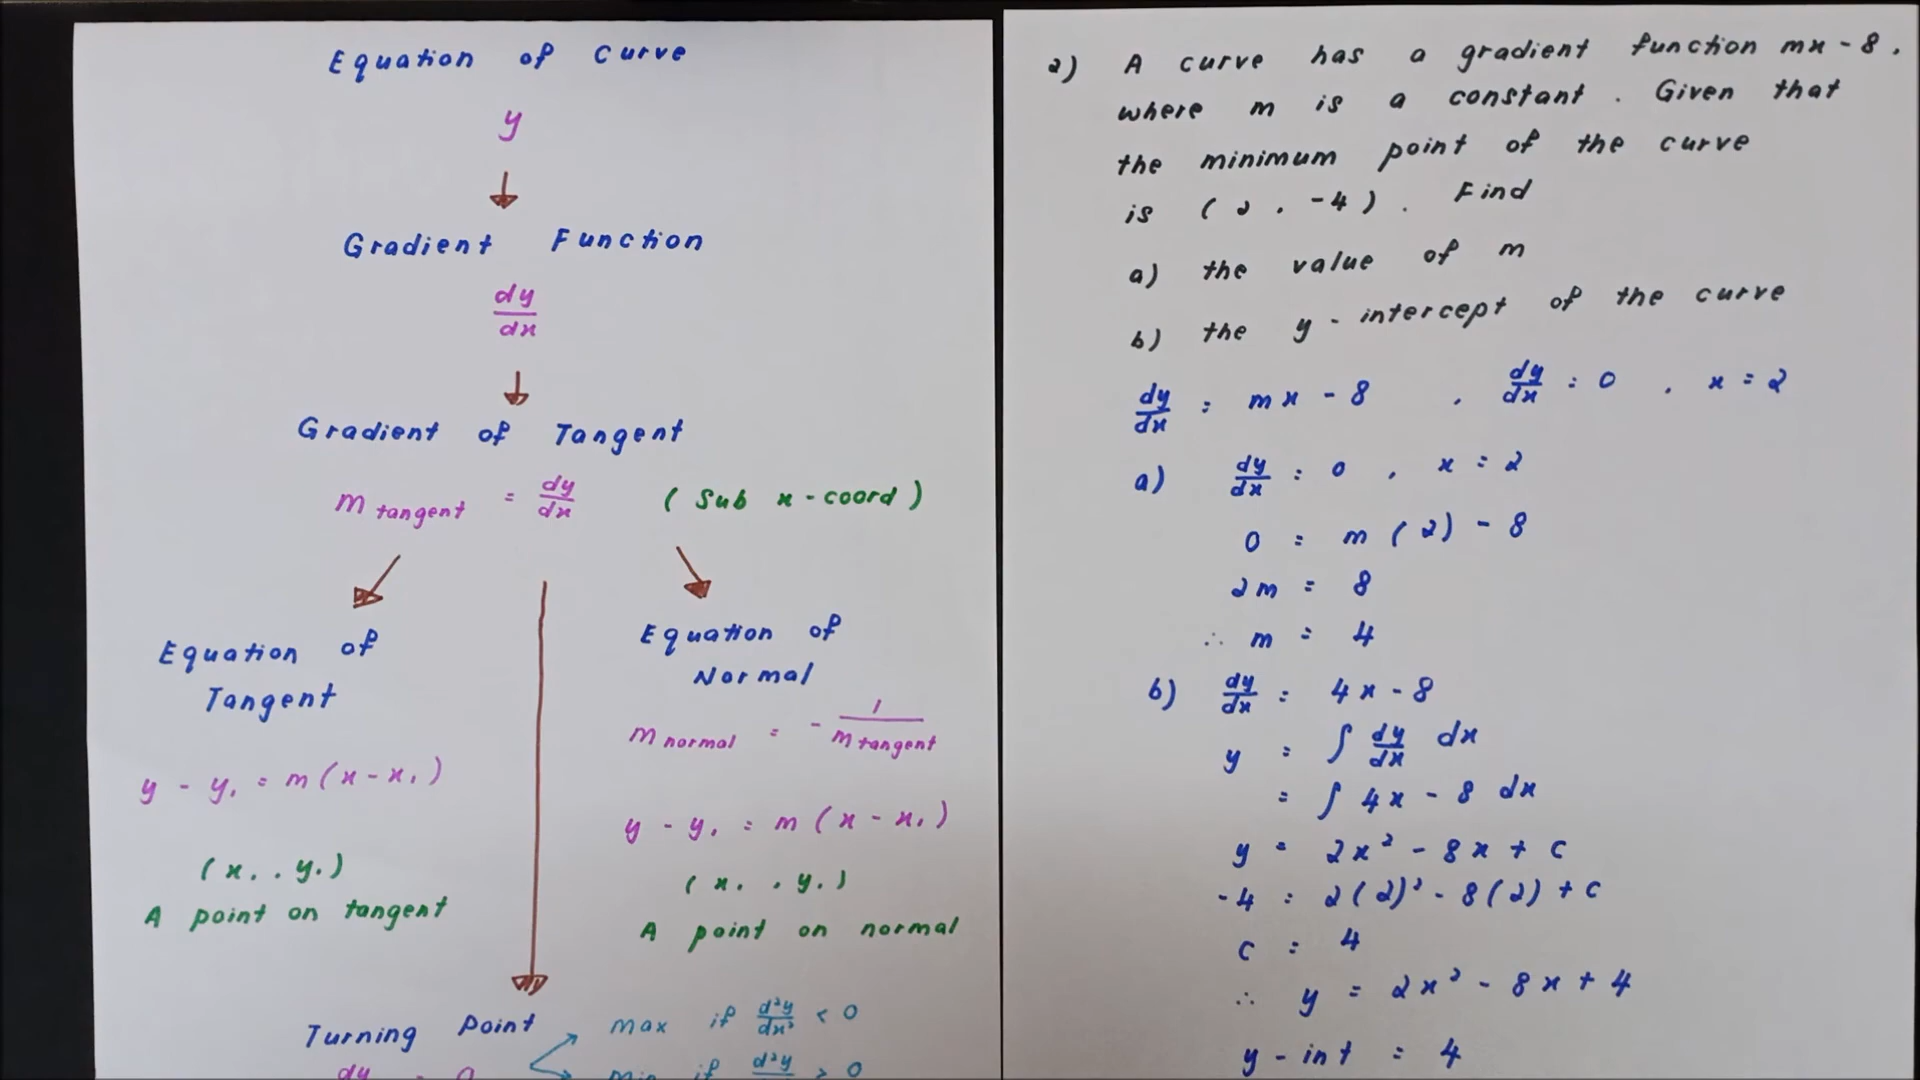 Equation of curve
y
Gradient Function
dy/dx
Gradient of Tangent
m tangent = dy/dx (Sub x-coord)
Equation of
Tangent
y - y₁ = m(x - x₁)
(x₁, y₁)
A point on tangent
Equation of
Normal
m normal = - 1/m tangent
y - y₁ = m(x - x₁)
(x₁, y₁)
A point on normal
Turning Point
max if d²y/dx² < 0
min if d²y/dx² > 0
2) A curve has a gradient function mx - 8,
where m is a constant. Given that
the minimum point of the curve
is (2, -4). Find
a) the value of m
b) the y-intercept of the curve
dy/dx = mx - 8, dy/dx = 0, x = 2
a) dy/dx = 0, x = 2
0 = m(2) - 8
2m = 8
∴ m = 4
b) dy/dx = 4x - 8
y = ∫ dy/dx dx
= ∫ 4x - 8 dx
y = 2x² - 8x + c
-4 = 2(2)² - 8(2) + c
c = 4
∴ y = 2x² - 8x + 4
y-int = 4